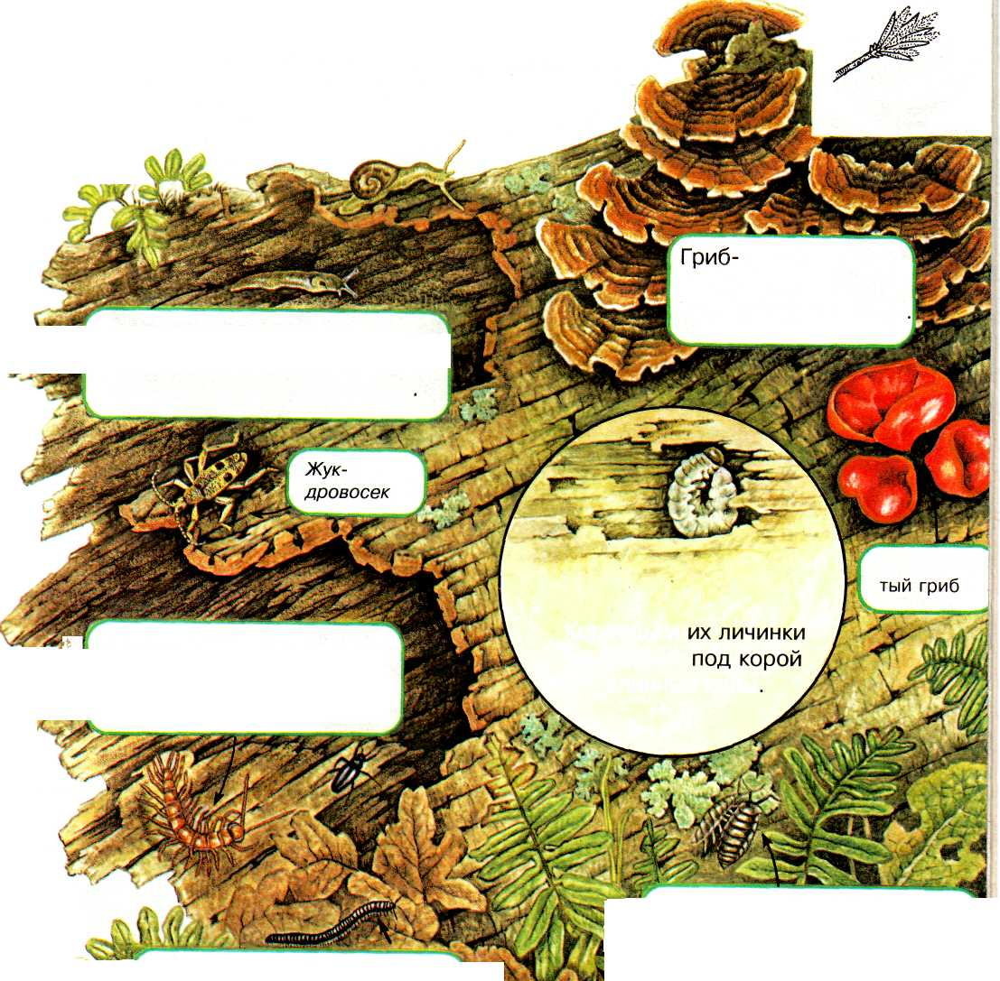 Гриб-
Жук-
дровосек
тый гриб
их личинки
под корой